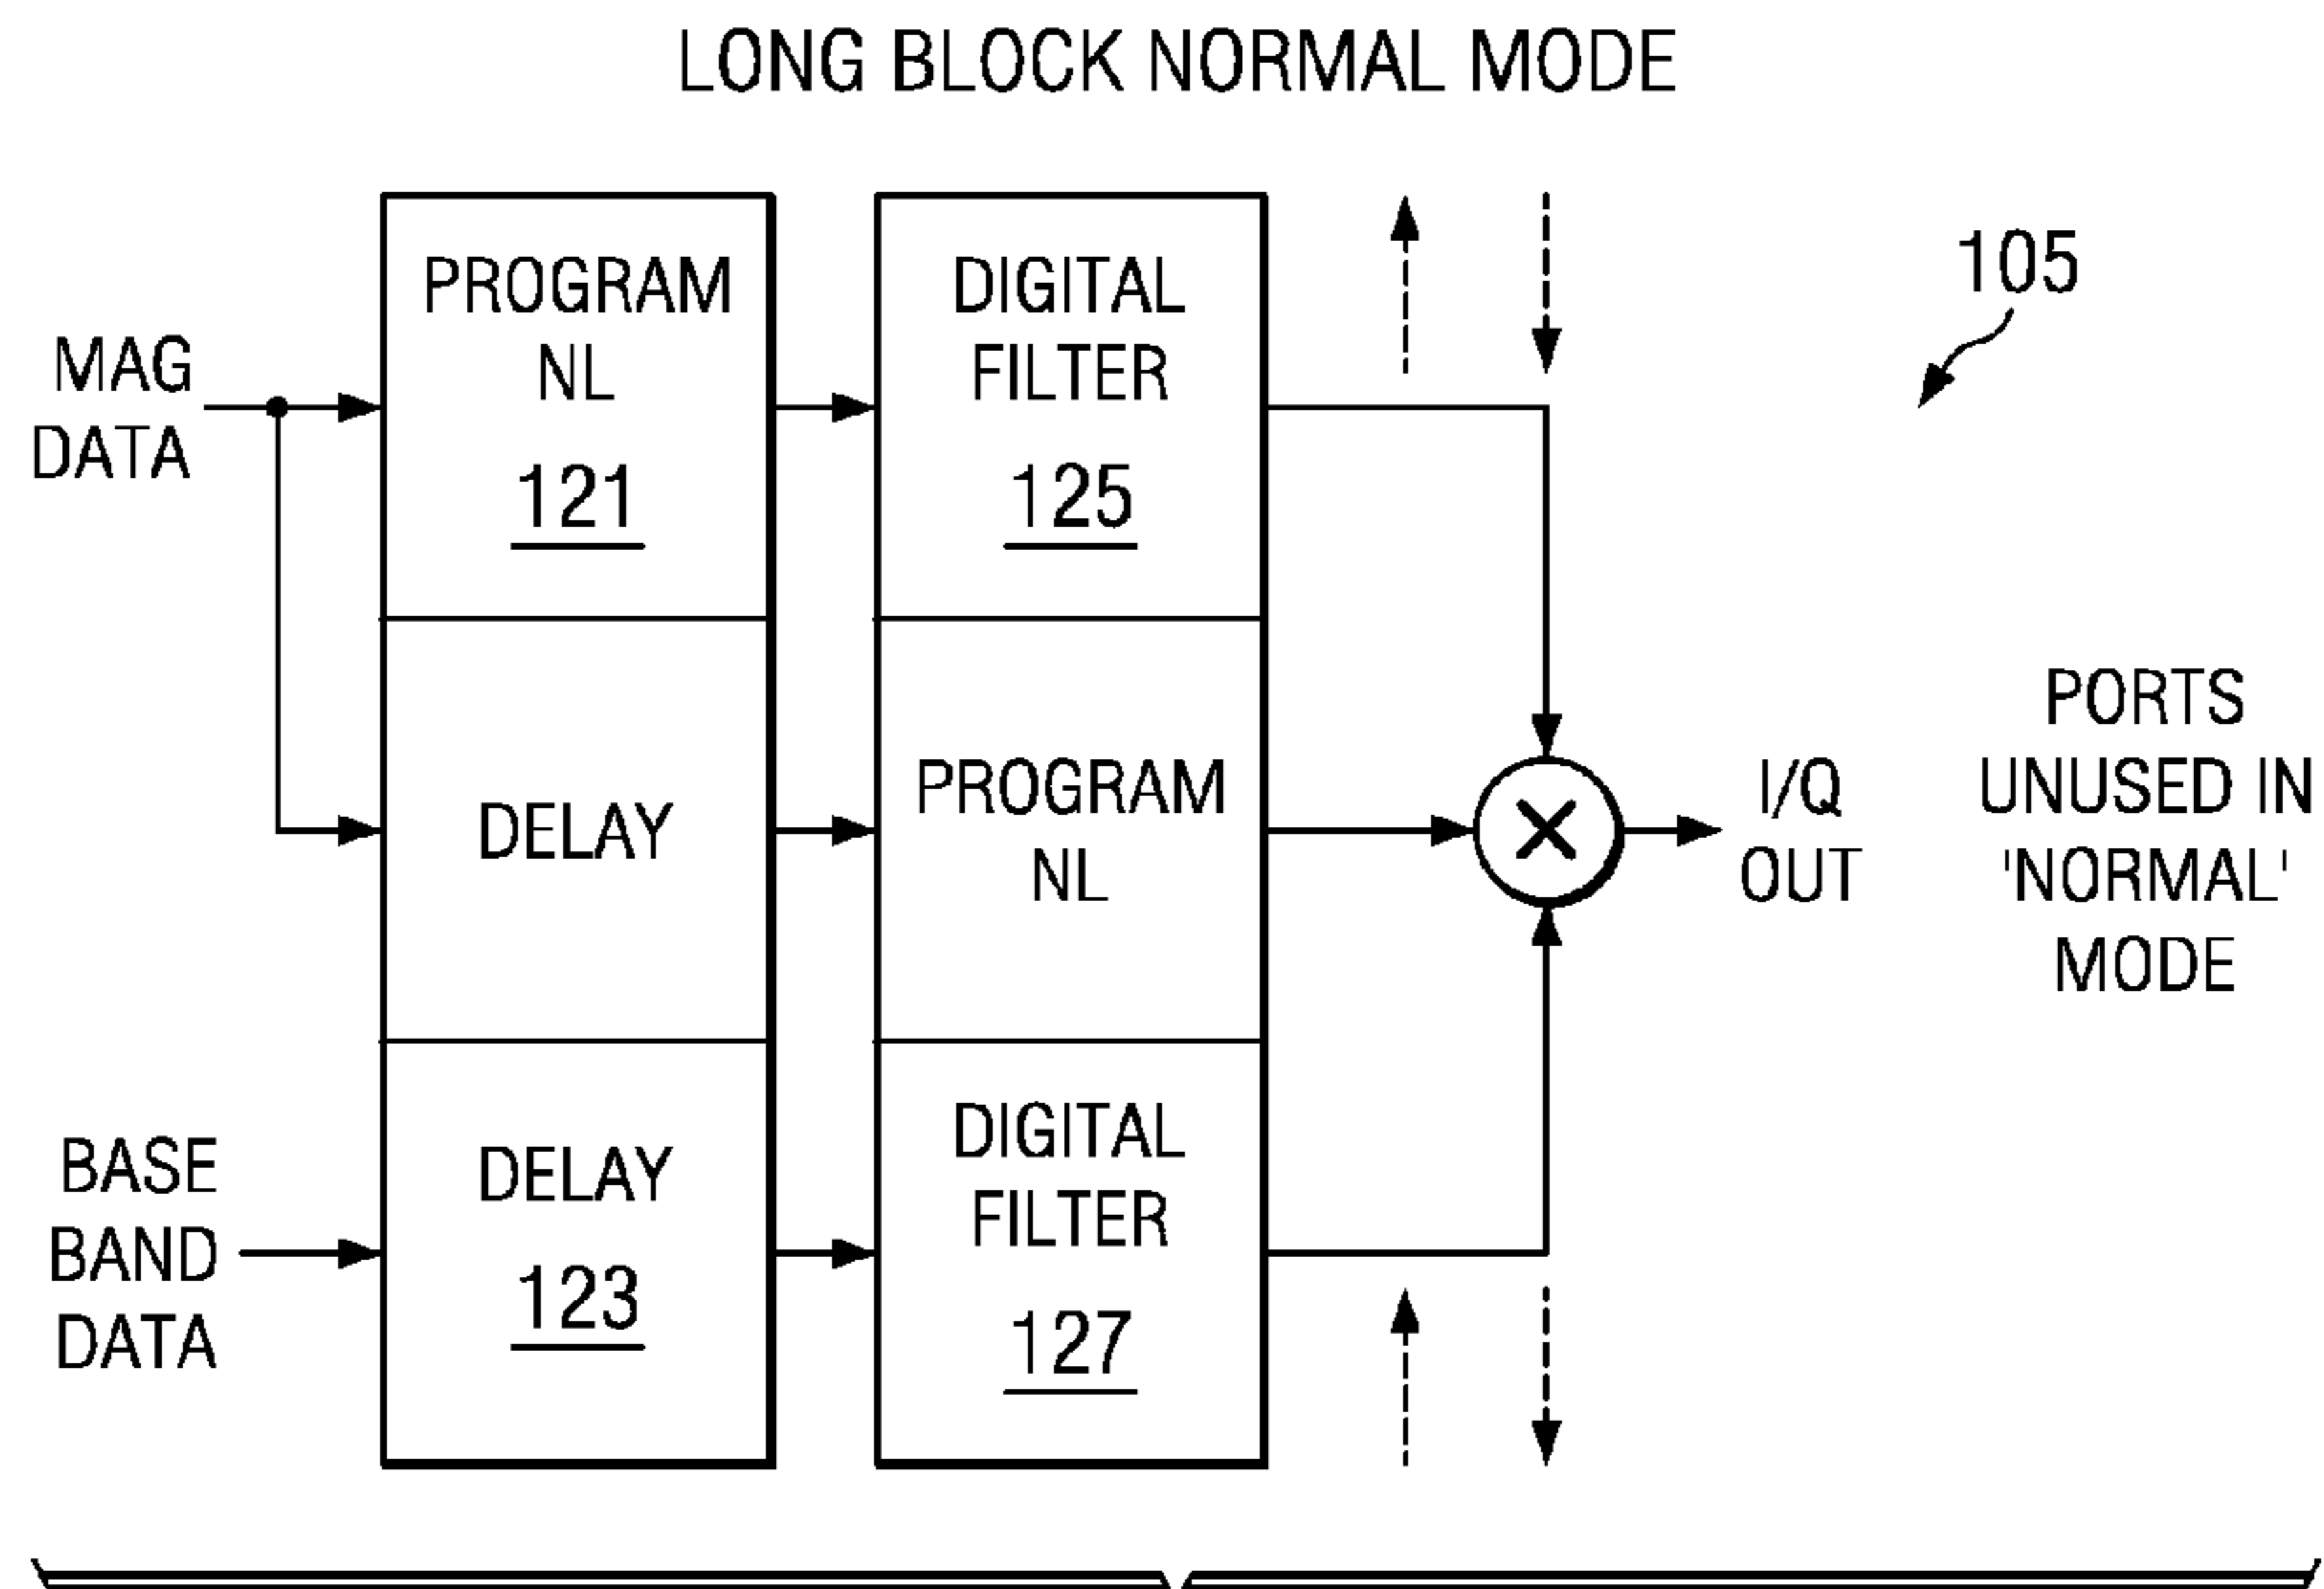 LONG BLOCK NORMAL MODE
MAG
DATA
PROGRAM
NL
121
DIGITAL
FILTER
125
105
DELAY
PROGRAM
NL
×
I/Q
OUT
PORTS
UNUSED IN
'NORMAL'
MODE
BASE
BAND
DATA
DELAY
123
DIGITAL
FILTER
127